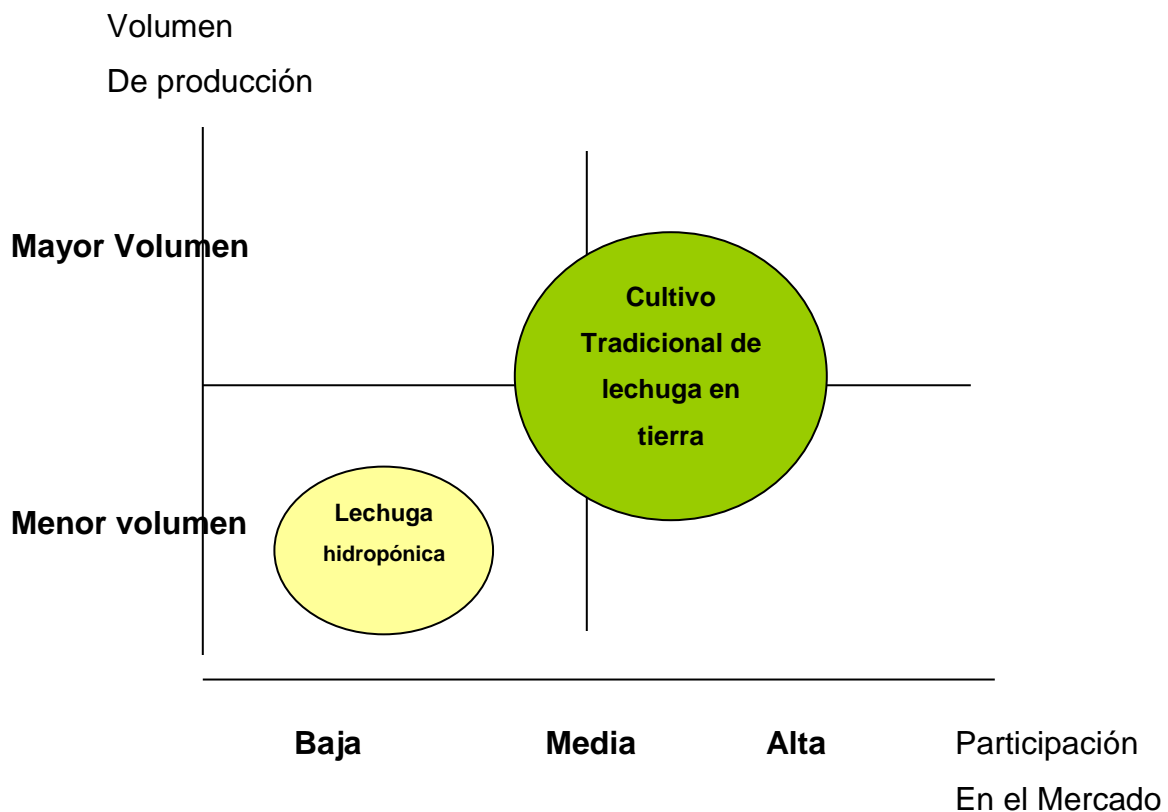 Volumen
De producción
Mayor Volumen
Cultivo
Tradicional de
lechuga en
tierra
Menor volumen
Lechuga
hidropónica
Baja Media Alta Participación
En el Mercado